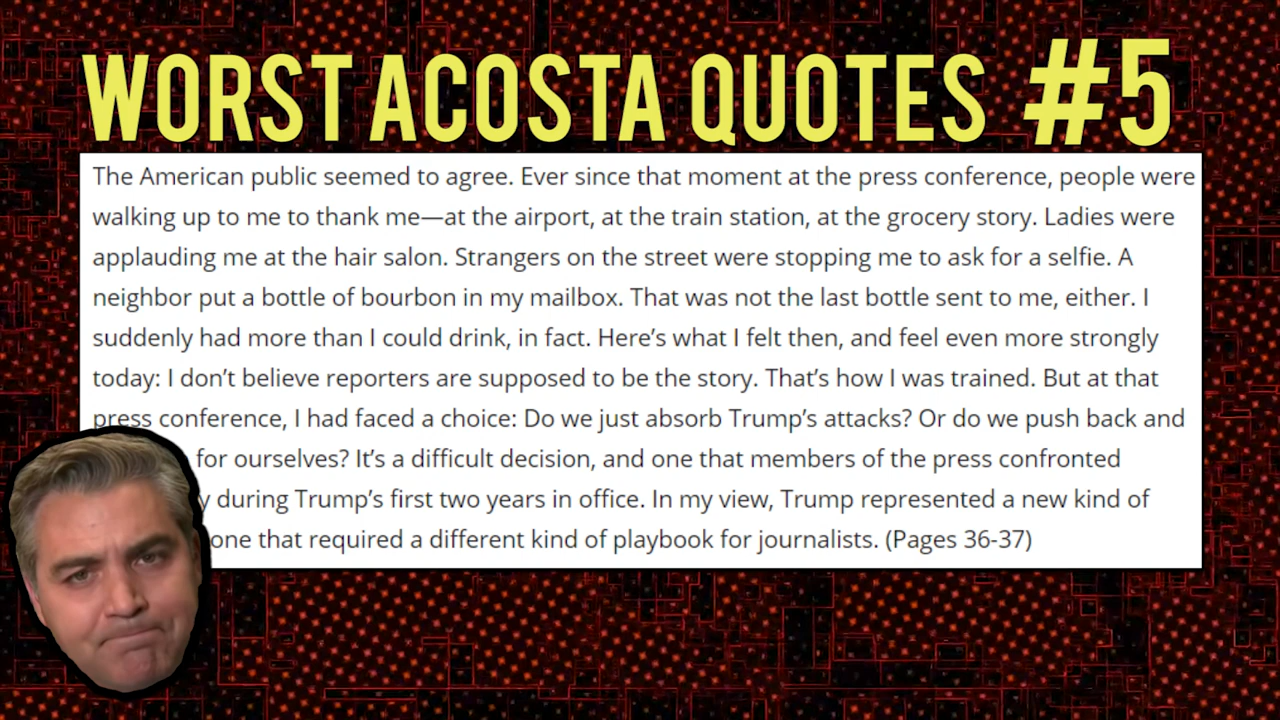 WORST ACOSTA QUOTES #5
The American public seemed to agree. Ever since that moment at the press conference, people were
walking up to me to thank me—at the airport, at the train station, at the grocery story. Ladies were
applauding me at the hair salon. Strangers on the street were stopping me to ask for a selfie. A
neighbor put a bottle of bourbon in my mailbox. That was not the last bottle sent to me, either. I
suddenly had more than I could drink, in fact. Here’s what I felt then, and feel even more strongly
today: I don’t believe reporters are supposed to be the story. That’s how I was trained. But at that
press conference, I had faced a choice: Do we just absorb Trump’s attacks? Or do we push back and
for ourselves? It’s a difficult decision, and one that members of the press confronted
during Trump’s first two years in office. In my view, Trump represented a new kind of
one that required a different kind of playbook for journalists. (Pages 36-37)